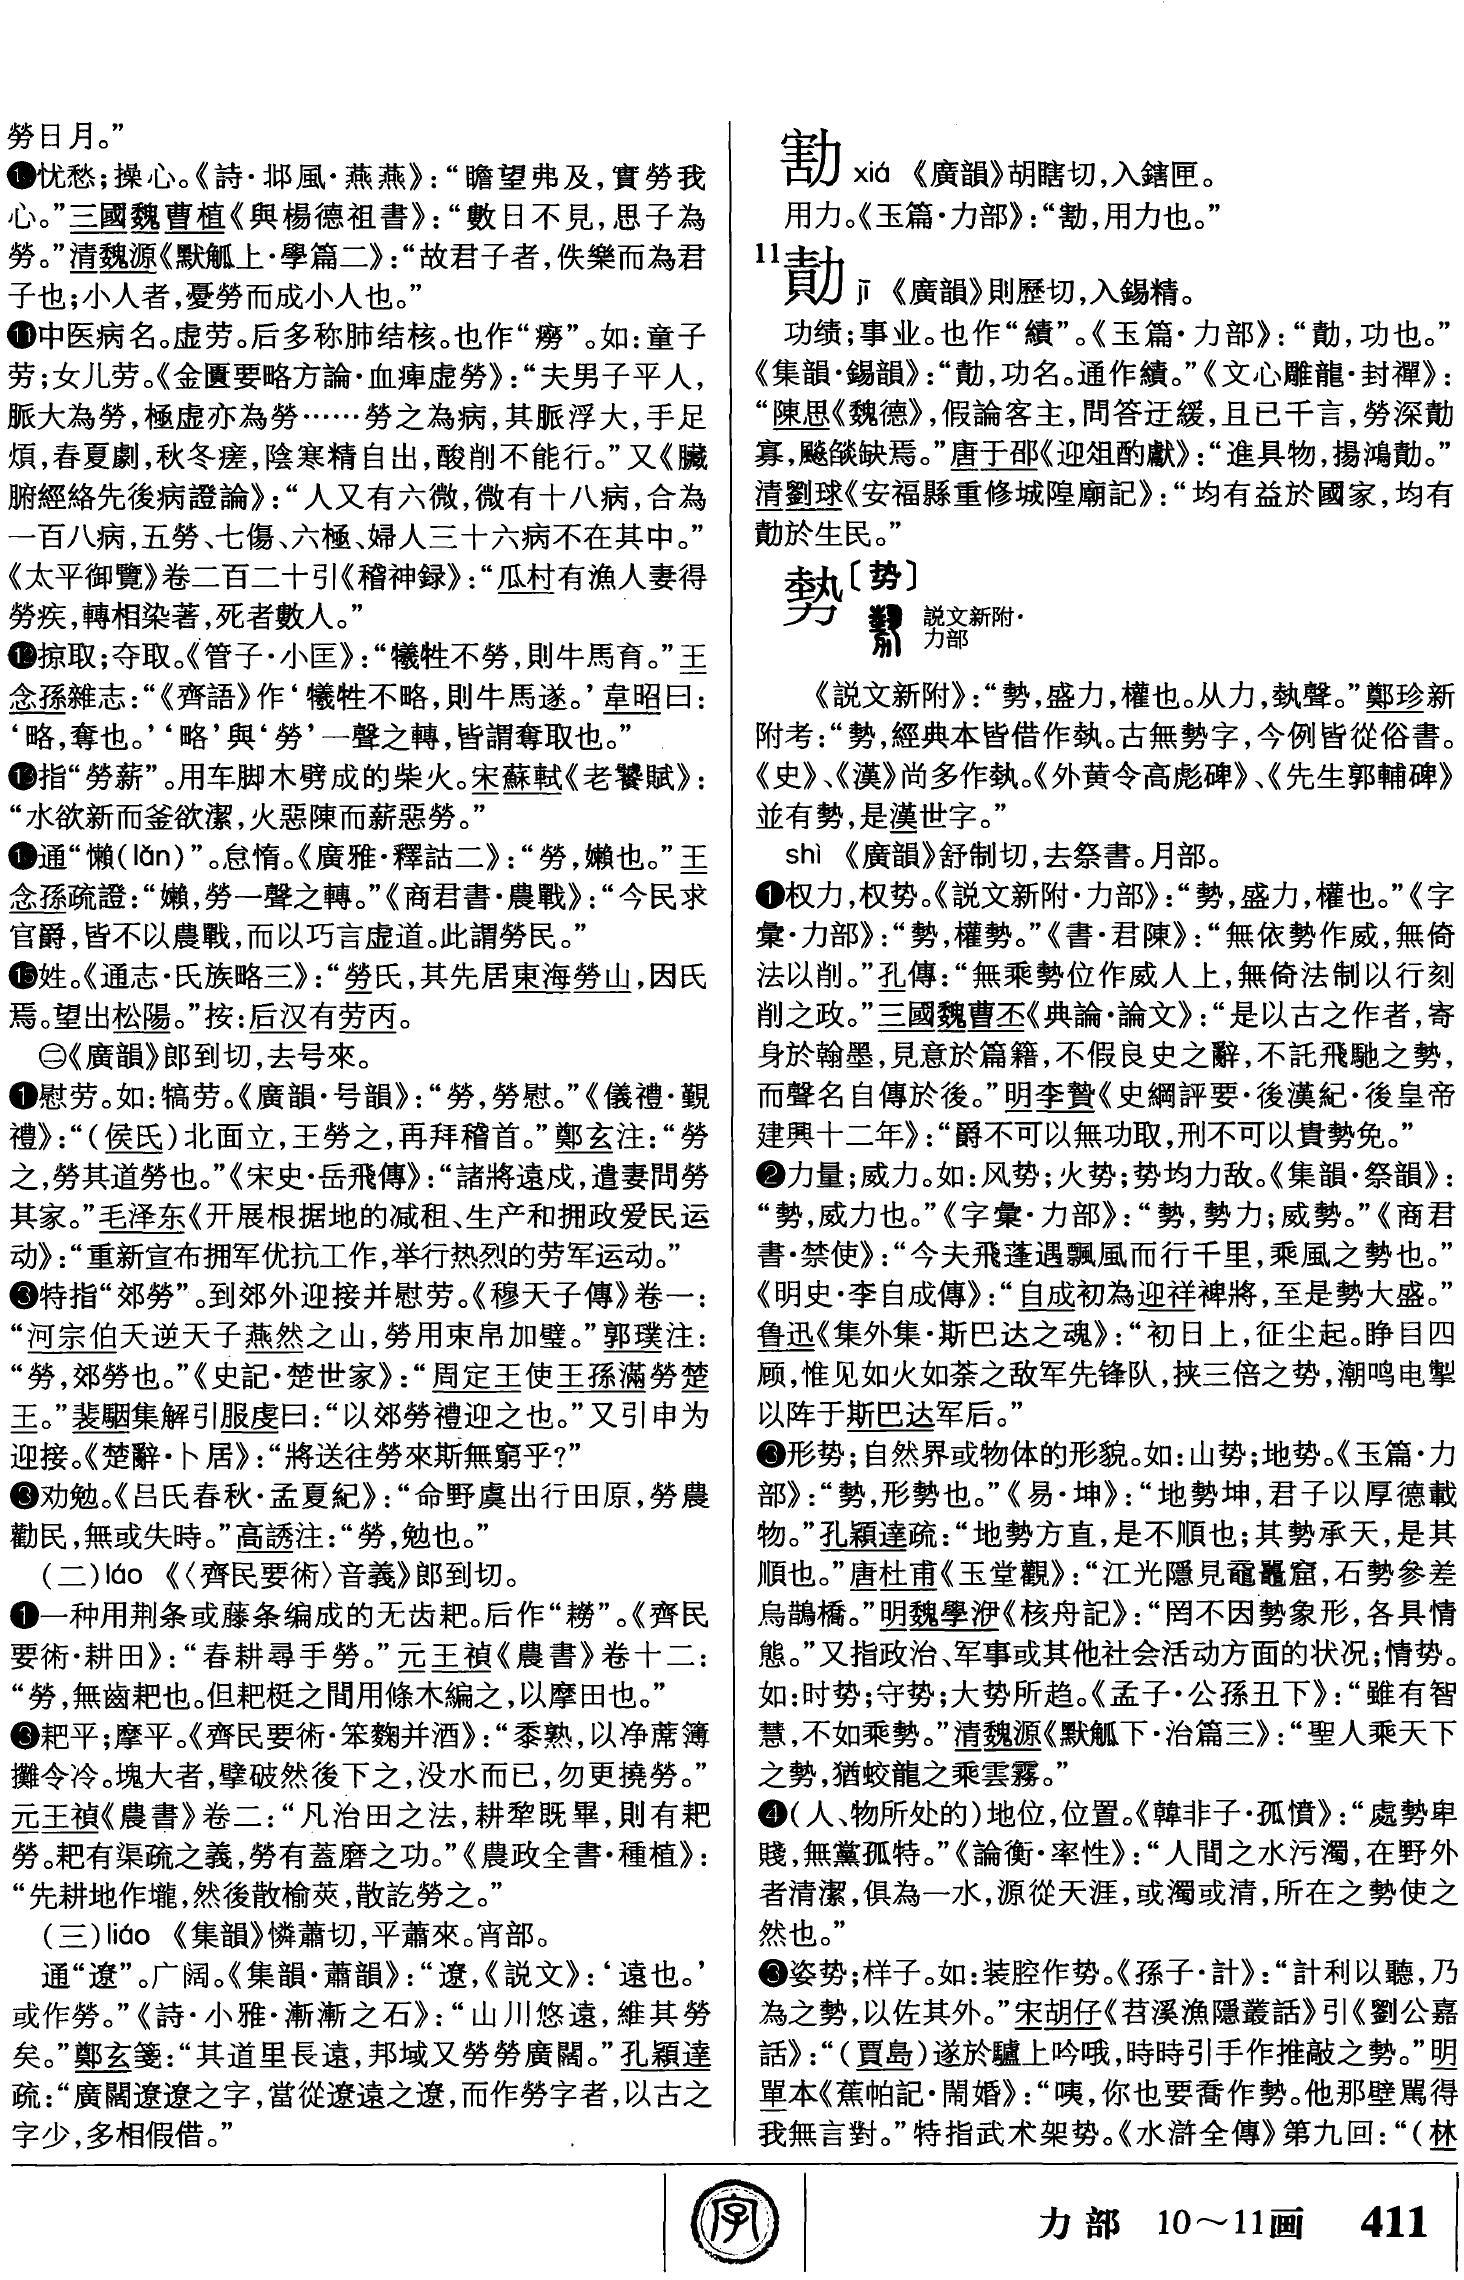 勞日月。”
❿忧愁；操心。《詩·邶風·燕燕》：“瞻望弗及，實勞我
心。”三國魏曹植《與楊德祖書》：“數日不見，思子為
勞。”清魏源《默觚上·學篇二》：“故君子者，佚樂而為君
子也；小人者，憂勞而成小人也。”
⓫中医病名。虚劳。后多称肺结核。也作“癆”。如：童子
劳；女儿劳。《金匱要略方論·血痺虛勞》：“夫男子平人，
脈大為勞，極虚亦為勞……勞之為病，其脈浮大，手足
煩，春夏劇，秋冬瘥，陰寒精自出，酸削不能行。”又《臟
腑經絡先後病證論》：“人又有六微，微有十八病，合為
一百八病，五勞、七傷、六極、婦人三十六病不在其中。”
《太平御覽》卷二百二十引《稽神録》：“瓜村有漁人妻得
勞疾，轉相染著，死者數人。”
⓬掠取；夺取。《管子·小匡》：“犧牲不勞，則牛馬育。”王
念孫雜志：“《齊語》作‘犧牲不略，則牛馬遂。’韋昭曰：
‘略，奪也。’‘略’與‘勞’一聲之轉，皆謂奪取也。”
⓭指“勞薪”。用车脚木劈成的柴火。宋蘇軾《老饕賦》：
“水欲新而釜欲潔，火惡陳而薪惡勞。”
⓮通“懶(lǎn)”。怠惰。《廣雅·釋詁二》：“勞，嬾也。”王
念孫疏證：“嬾，勞一聲之轉。”《商君書·農戰》：“今民求
官爵，皆不以農戰，而以巧言虚道。此謂勞民。”
⓯姓。《通志·氏族略三》：“勞氏，其先居東海勞山，因氏
焉。望出松陽。”按：后汉有劳丙。
㊁《廣韻》郎到切，去号來。
❶慰劳。如：犒劳。《廣韻·号韻》：“勞，勞慰。”《儀禮·覲
禮》：“(侯氏)北面立，王勞之，再拜稽首。”鄭玄注：“勞
之，勞其道勞也。”《宋史·岳飛傳》：“諸將遠戍，遣妻問勞
其家。”毛泽东《开展根据地的减租、生产和拥政爱民运
动》：“重新宣布拥军优抗工作，举行热烈的劳军运动。”
❷特指“郊勞”。到郊外迎接并慰劳。《穆天子傳》卷一：
“河宗伯夭逆天子燕然之山，勞用束帛加璧。”郭璞注：
“勞，郊勞也。”《史記·楚世家》：“周定王使王孫滿勞楚
王。”裴駰集解引服虔曰：“以郊勞禮迎之也。”又引申为
迎接。《楚辭·卜居》：“將送往勞來斯無窮乎？”
❸劝勉。《吕氏春秋·孟夏紀》：“命野虞出行田原，勞農
勸民，無或失時。”高誘注：“勞，勉也。”
(二)láo 《〈齊民要術〉音義》郎到切。
❶一种用荆条或藤条编成的无齿耙。后作“耮”。《齊民
要術·耕田》：“春耕尋手勞。”元王禎《農書》卷十二：
“勞，無齒耙也。但耙梃之間用條木編之，以摩田也。”
❷耙平；摩平。《齊民要術·笨麴并酒》：“黍熟，以净蓆簿
攤令冷。塊大者，擘破然後下之，没水而已，勿更撓勞。”
元王禎《農書》卷二：“凡治田之法，耕犂既畢，則有耙
勞。耙有渠疏之義，勞有蓋磨之功。”《農政全書·種植》：
“先耕地作壠，然後散榆莢，散訖勞之。”
(三)liáo 《集韻》憐蕭切，平蕭來。宵部。
通“遼”。广阔。《集韻·蕭韻》：“遼，《説文》：‘遠也。’
或作勞。”《詩·小雅·漸漸之石》：“山川悠遠，維其勞
矣。”鄭玄箋：“其道里長遠，邦域又勞勞廣闊。”孔穎達
疏：“廣闊遼遼之字，當從遼遠之遼，而作勞字者，以古之
字少，多相假借。”
勂 xiá 《廣韻》胡瞎切，入鎋匣。
用力。《玉篇·力部》：“勂，用力也。”
11
勣 jī 《廣韻》則歷切，入錫精。
功绩；事业。也作“績”。《玉篇·力部》：“勣，功也。”
《集韻·錫韻》：“勣，功名。通作績。”《文心雕龍·封禪》：
“陳思《魏德》，假論客主，問答迂緩，且已千言，勞深勣
寡，飈燄缺焉。”唐于邵《迎俎酌獻》：“進具物，揚鴻勣。”
清劉球《安福縣重修城隍廟記》：“均有益於國家，均有
勣於生民。”
勢〔势〕
説文新附·
力部
《説文新附》：“勢，盛力，權也。从力，埶聲。”鄭珍新
附考：“勢，經典本皆借作執。古無勢字，今例皆從俗書。
《史》、《漢》尚多作執。《外黄令高彪碑》、《先生郭輔碑》
並有勢，是漢世字。”
shì 《廣韻》舒制切，去祭書。月部。
❶权力，权势。《説文新附·力部》：“勢，盛力，權也。”《字
彙·力部》：“勢，權勢。”《書·君陳》：“無依勢作威，無倚
法以削。”孔傳：“無乘勢位作威人上，無倚法制以行刻
削之政。”三國魏曹丕《典論·論文》：“是以古之作者，寄
身於翰墨，見意於篇籍，不假良史之辭，不託飛馳之勢，
而聲名自傳於後。”明李贄《史綱評要·後漢紀·後皇帝
建興十二年》：“爵不可以無功取，刑不可以貴勢免。”
❷力量；威力。如：风势；火势；势均力敌。《集韻·祭韻》：
“勢，威力也。”《字彙·力部》：“勢，勢力；威勢。”《商君
書·禁使》：“今夫飛蓬遇飄風而行千里，乘風之勢也。”
《明史·李自成傳》：“自成初為迎祥裨將，至是勢大盛。”
鲁迅《集外集·斯巴达之魂》：“初日上，征尘起。睁目四
顾，惟见如火如荼之敌军先锋队，挟三倍之势，潮鸣电掣
以阵于斯巴达军后。”
❸形势；自然界或物体的形貌。如：山势；地势。《玉篇·力
部》：“勢，形勢也。”《易·坤》：“地勢坤，君子以厚德載
物。”孔穎達疏：“地勢方直，是不順也；其勢承天，是其
順也。”唐杜甫《玉堂觀》：“江光隱見黿鼉窟，石勢參差
烏鵲橋。”明魏學洢《核舟記》：“罔不因勢象形，各具情
態。”又指政治、军事或其他社会活动方面的状况；情势。
如：时势；守势；大势所趋。《孟子·公孫丑下》：“雖有智
慧，不如乘勢。”清魏源《默觚下·治篇三》：“聖人乘天下
之勢，猶蛟龍之乘雲霧。”
❹(人、物所处的)地位，位置。《韓非子·孤憤》：“處勢卑
賤，無黨孤特。”《論衡·率性》：“人間之水污濁，在野外
者清潔，俱為一水，源從天涯，或濁或清，所在之勢使之
然也。”
❺姿势；样子。如：装腔作势。《孫子·計》：“計利以聽，乃
為之勢，以佐其外。”宋胡仔《苕溪漁隱叢話》引《劉公嘉
話》：“(賈島)遂於驢上吟哦，時時引手作推敲之勢。”明
單本《蕉帕記·鬧婚》：“咦，你也要喬作勢。他那壁駡得
我無言對。”特指武术架势。《水滸全傳》第九回：“(林
字
力部 10～11画 411